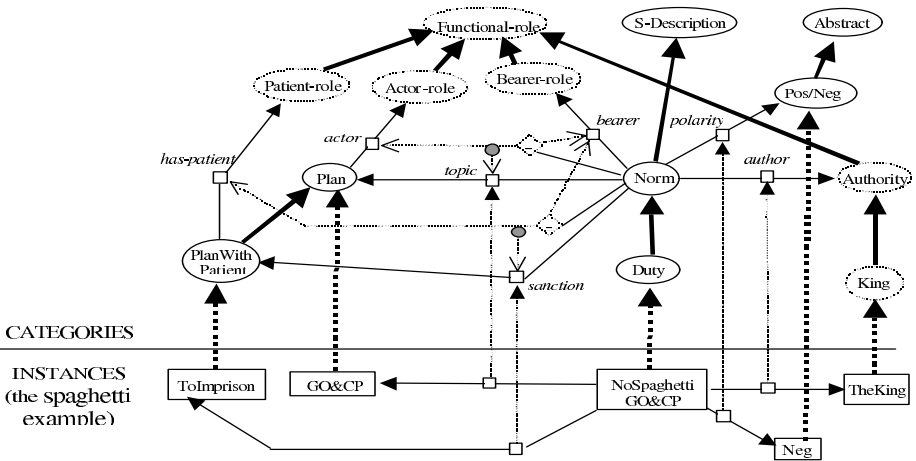 Functional-role
S-Description
Abstract
Patient-role
Actor-role
Bearer-role
Pos/Neg
actor
bearer
polarity
has-patient
Plan
topic
Norm
author
Authority
PlanWith
Patient
Duty
King
sanction
CATEGORIES
INSTANCES
(the spaghetti
example)
ToImprison
GO&CP
NoSpaghetti
GO&CP
TheKing
Neg